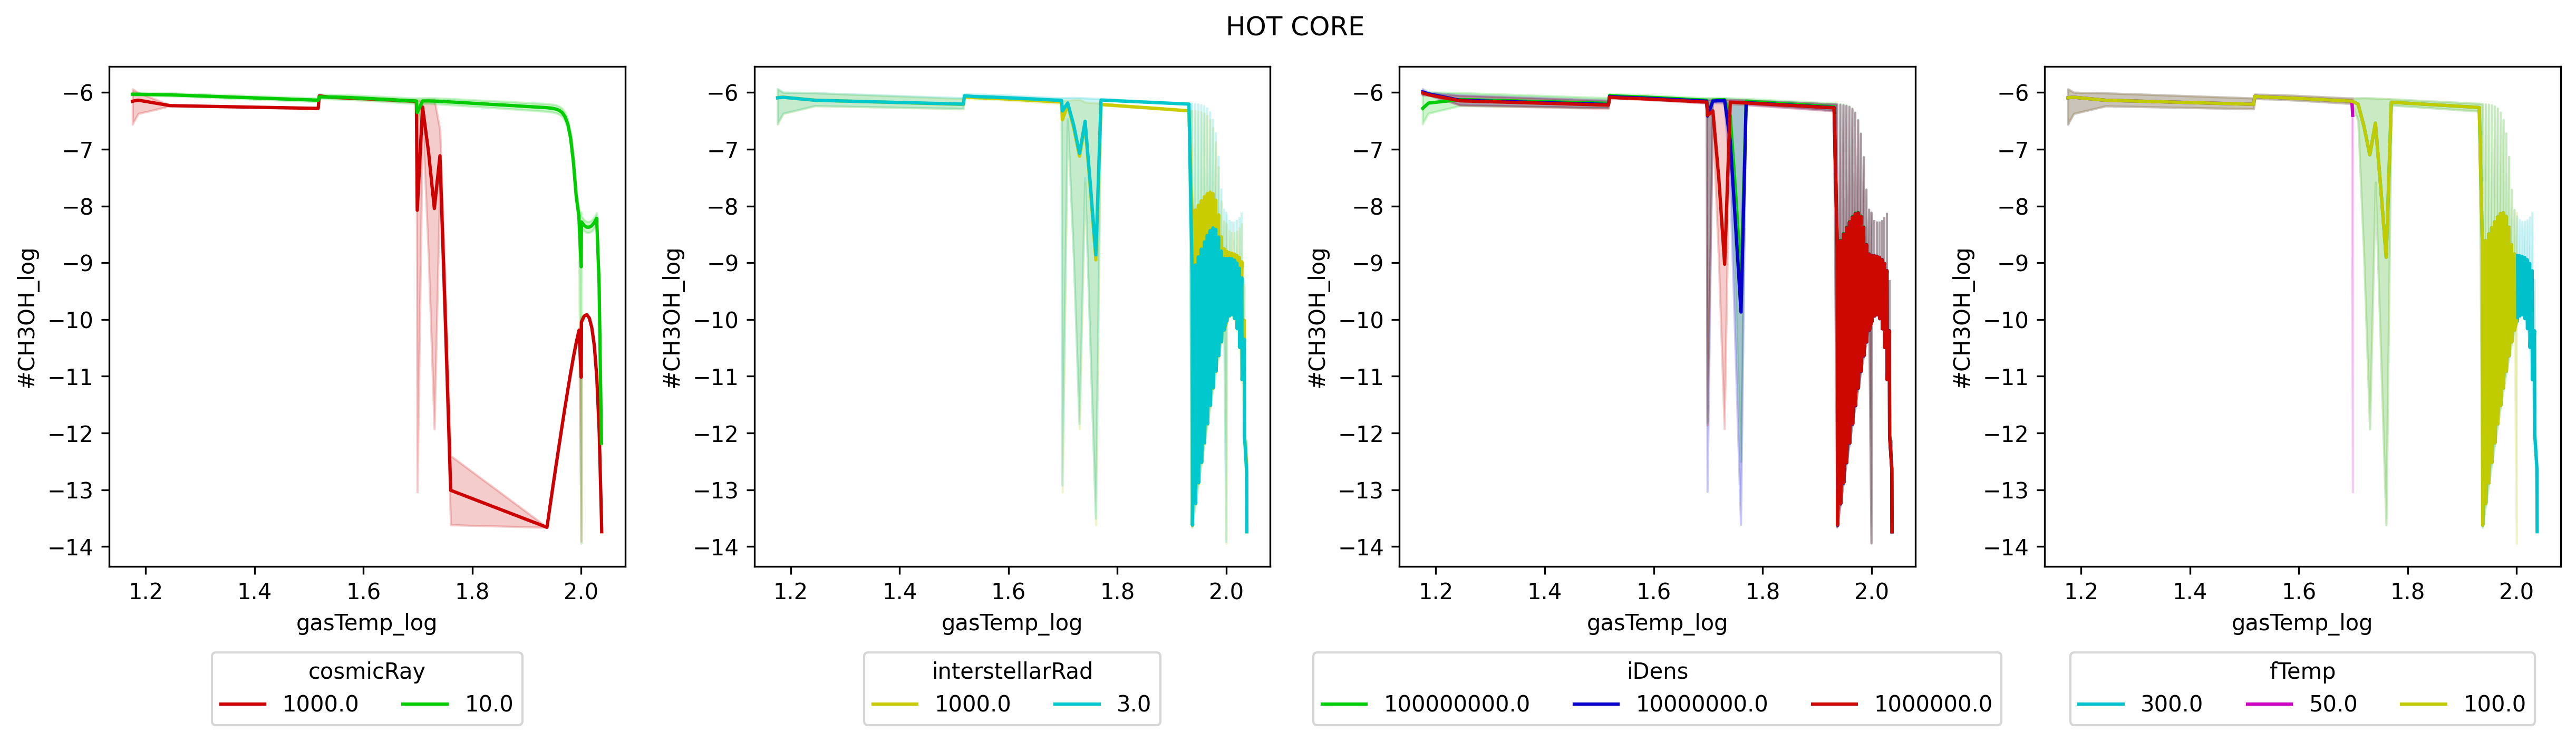 HOT CORE
#CH3OH_log
−6
−7
−8
−9
−10
−11
−12
−13
−14
1.2 1.4 1.6 1.8 2.0
gasTemp_log
cosmicRay
1000.0 10.0
#CH3OH_log
−6
−7
−8
−9
−10
−11
−12
−13
−14
1.2 1.4 1.6 1.8 2.0
gasTemp_log
interstellarRad
1000.0 3.0
#CH3OH_log
−6
−7
−8
−9
−10
−11
−12
−13
−14
1.2 1.4 1.6 1.8 2.0
gasTemp_log
iDens
100000000.0 10000000.0 1000000.0
#CH3OH_log
−6
−7
−8
−9
−10
−11
−12
−13
−14
1.2 1.4 1.6 1.8 2.0
gasTemp_log
fTemp
300.0 50.0 100.0